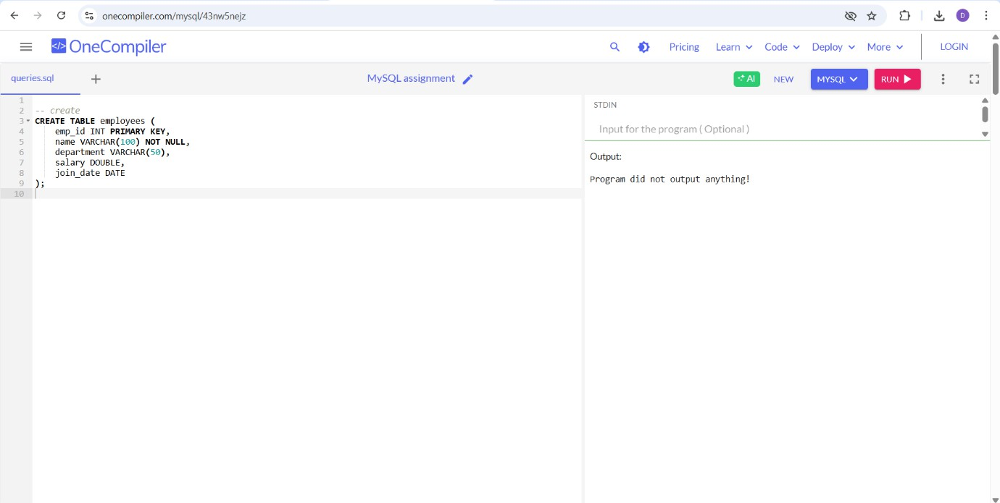 onecompiler.com/mysql/43nw5nejz
D
</> OneCompiler
Pricing Learn Code Deploy More LOGIN
queries.sql + MySQL assignment AI NEW MYSQL RUN
1
2 -- create
3 CREATE TABLE employees (
4 emp_id INT PRIMARY KEY,
5 name VARCHAR(100) NOT NULL,
6 department VARCHAR(50),
7 salary DOUBLE,
8 join_date DATE
9 );
10
STDIN
Input for the program ( Optional )
Output:
Program did not output anything!